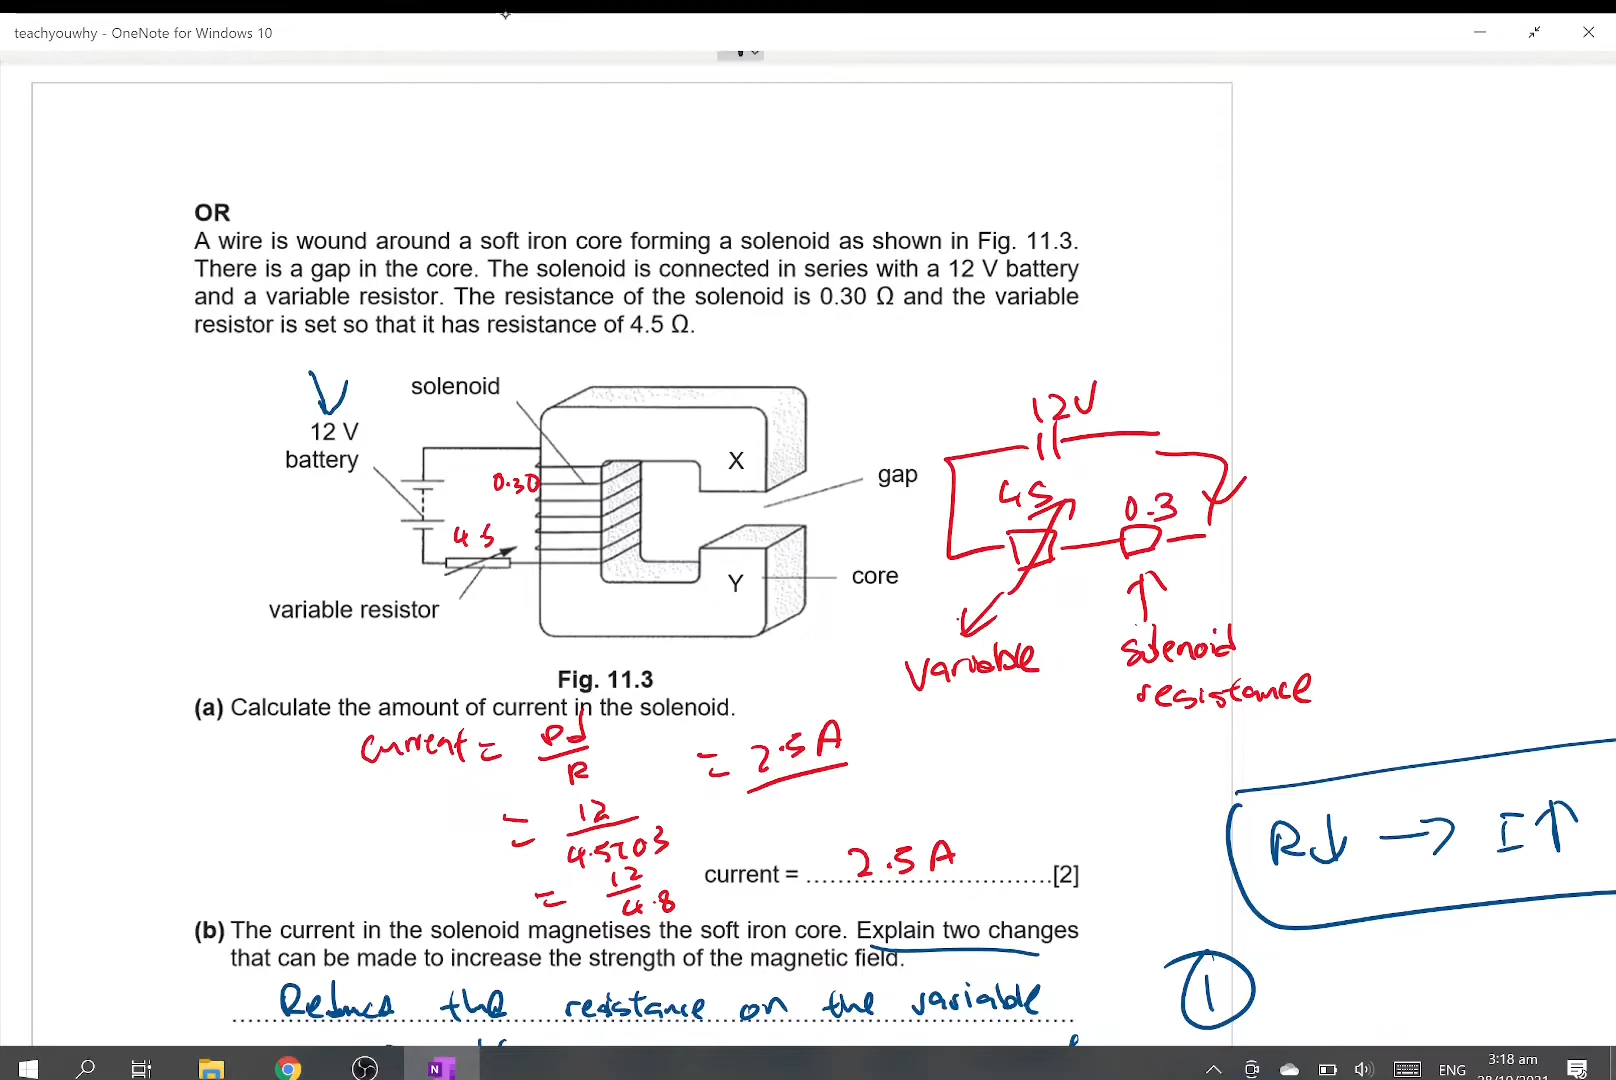 teachyouwhy - OneNote for Windows 10
OR
A wire is wound around a soft iron core forming a solenoid as shown in Fig. 11.3.
There is a gap in the core. The solenoid is connected in series with a 12 V battery
and a variable resistor. The resistance of the solenoid is 0.30 Ω and the variable
resistor is set so that it has resistance of 4.5 Ω.
V
solenoid
12 V
battery
0.30
4.5
variable resistor
X
gap
Y
core
12V
4.5
0.3
variable
solenoid
resistance
Fig. 11.3
(a) Calculate the amount of current in the solenoid.
current = Pd
R
= 2.5 A
= 12
4.5+0.3
= 12
4.8
current = 2.5 A [2]
R↓ → I↑
(b) The current in the solenoid magnetises the soft iron core. Explain two changes
that can be made to increase the strength of the magnetic field.
1
Reduce the resistance on the variable
ENG
3:18 am
28/10/2021